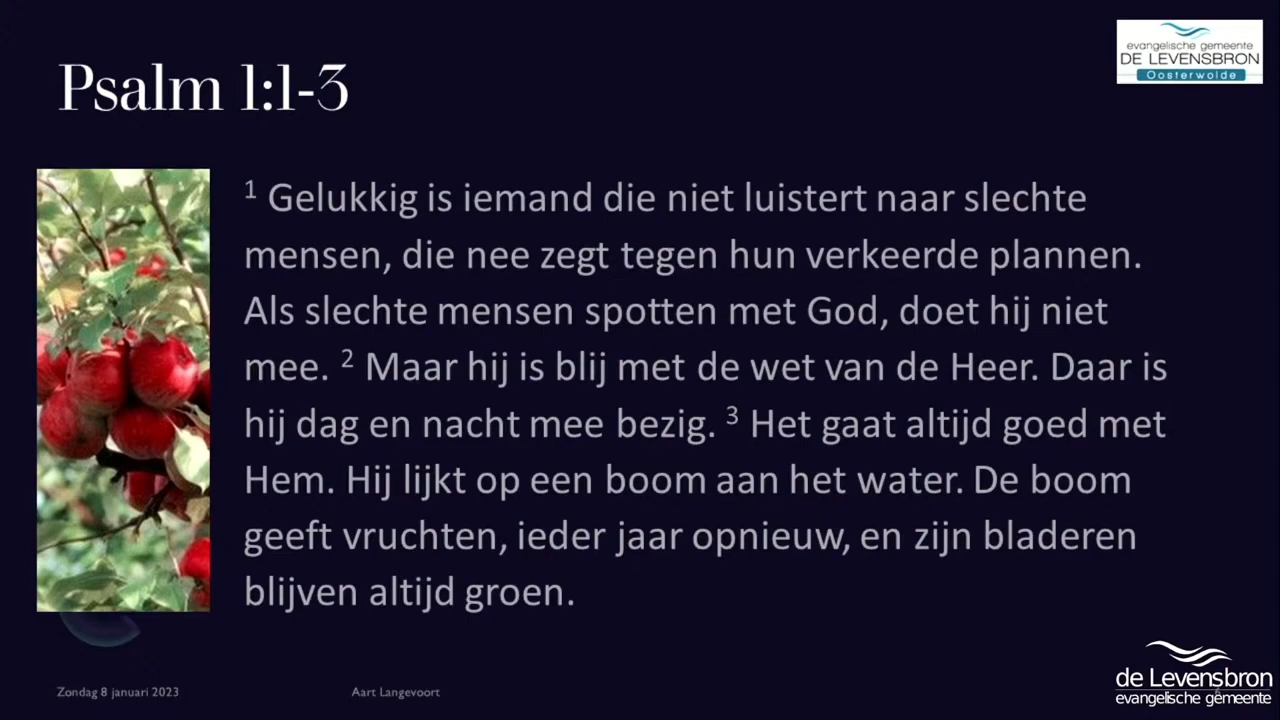 evangelische gemeente
DE LEVENSBRON
Oosterwolde
Psalm 1:1-3
1 Gelukkig is iemand die niet luistert naar slechte
mensen, die nee zegt tegen hun verkeerde plannen.
Als slechte mensen spotten met God, doet hij niet
mee. 2 Maar hij is blij met de wet van de Heer. Daar is
hij dag en nacht mee bezig. 3 Het gaat altijd goed met
Hem. Hij lijkt op een boom aan het water. De boom
geeft vruchten, ieder jaar opnieuw, en zijn bladeren
blijven altijd groen.
Zondag 8 januari 2023
Aart Langevoort
de Levensbron
evangelische gemeente